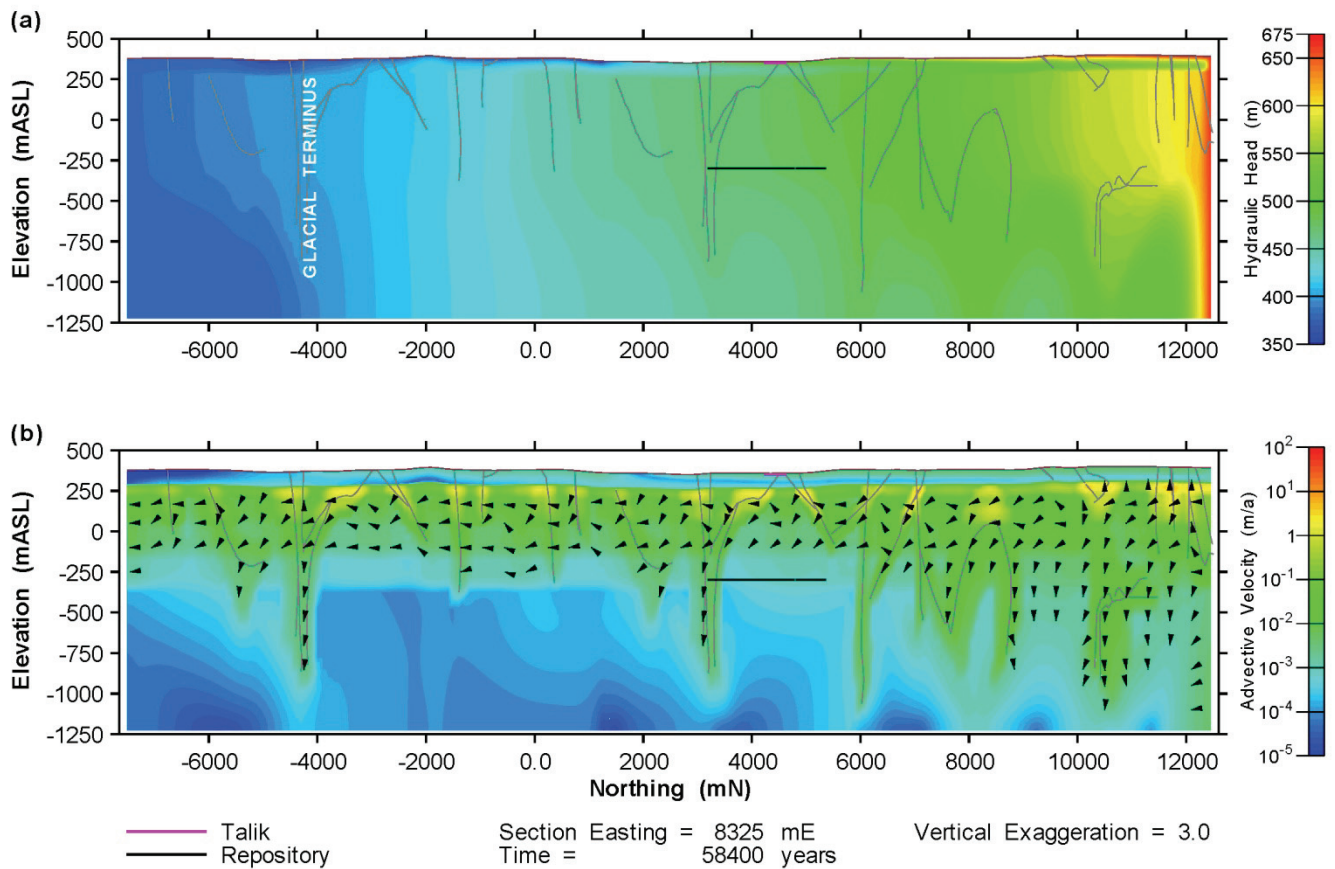 (a)
500
250
0
-250
-500
-750
-1000
-1250
Elevation (mASL)
GLACIAL TERMINUS
-6000 -4000 -2000 0.0 2000 4000 6000 8000 10000 12000
675
650
600
550
500
450
400
350
Hydraulic Head (m)
(b)
500
250
0
-250
-500
-750
-1000
-1250
Elevation (mASL)
-6000 -4000 -2000 0.0 2000 4000 6000 8000 10000 12000
Northing (mN)
10²
10¹
1
10⁻¹
10⁻²
10⁻³
10⁻⁴
10⁻⁵
Advective Velocity (m/a)
Talik Section Easting = 8325 mE Vertical Exaggeration = 3.0
Repository Time = 58400 years